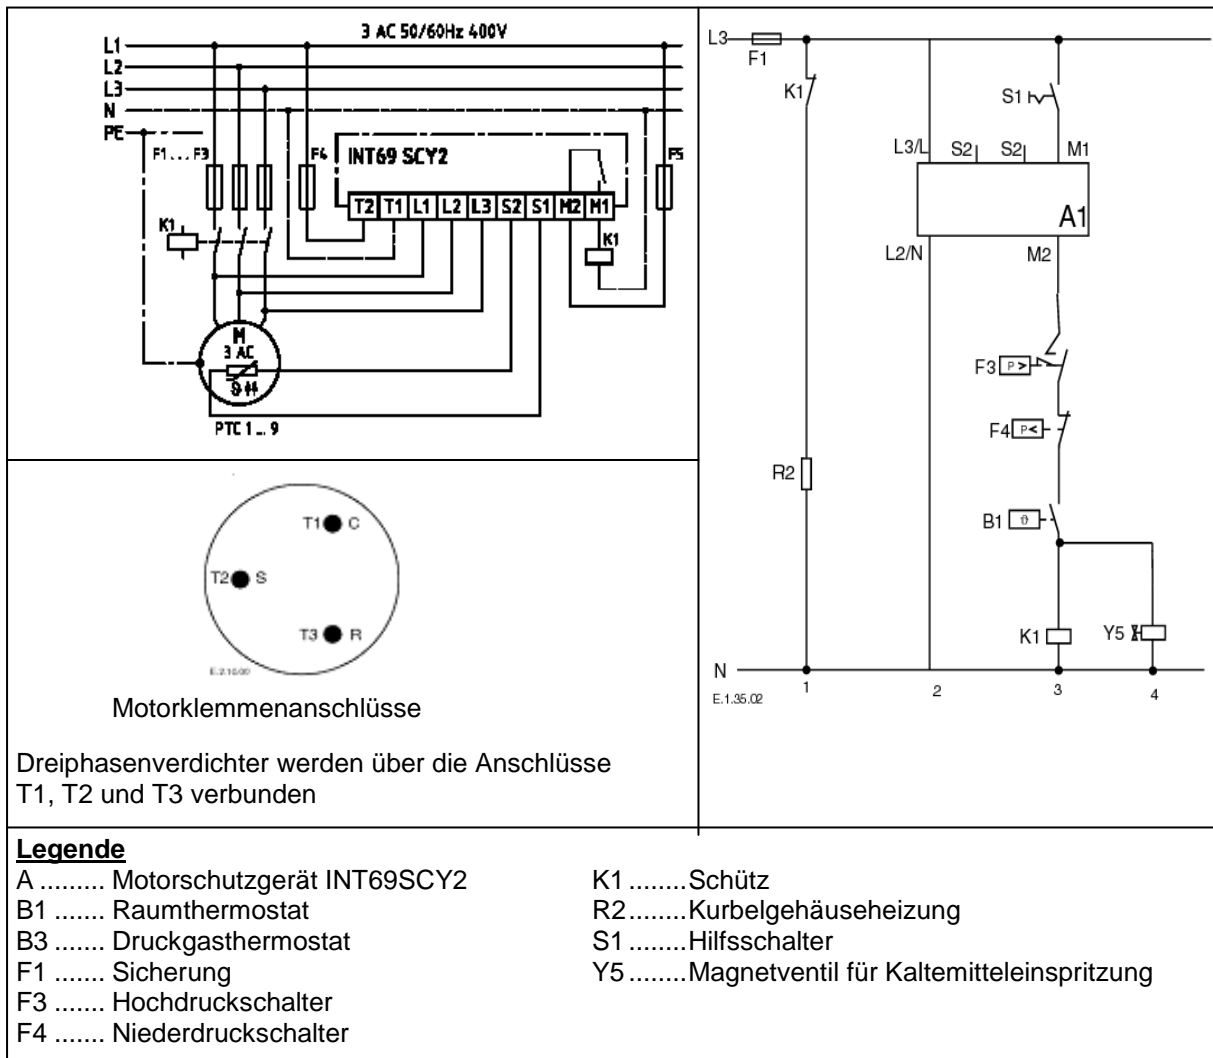 3 AC 50/60Hz 400V
L1
L2
L3
N
PE
F1...F3
F4
INT69 SCY2
F5
T2 T1 L1 L2 L3 S2 S1 M2 M1
K1
K1
M
3 AC
PTC 1 ... 9
T1 C
T2 S
T3 R
E.2.10.00
Motorklemmenanschlüsse
Dreiphasenverdichter werden über die Anschlüsse
T1, T2 und T3 verbunden
L3
F1
K1
S1
L3/L S2 S2 M1
A1
L2/N M2
F3 P >
F4 P <
R2
B1
K1 Y5
N
E.1.35.02
1 2 3 4
Legende
A ......... Motorschutzgerät INT69SCY2
B1 ....... Raumthermostat
B3 ....... Druckgasthermostat
F1 ....... Sicherung
F3 ....... Hochdruckschalter
F4 ....... Niederdruckschalter
K1 ........Schütz
R2........Kurbelgehäuseheizung
S1 ........Hilfsschalter
Y5........Magnetventil für Kaltemitteleinspritzung